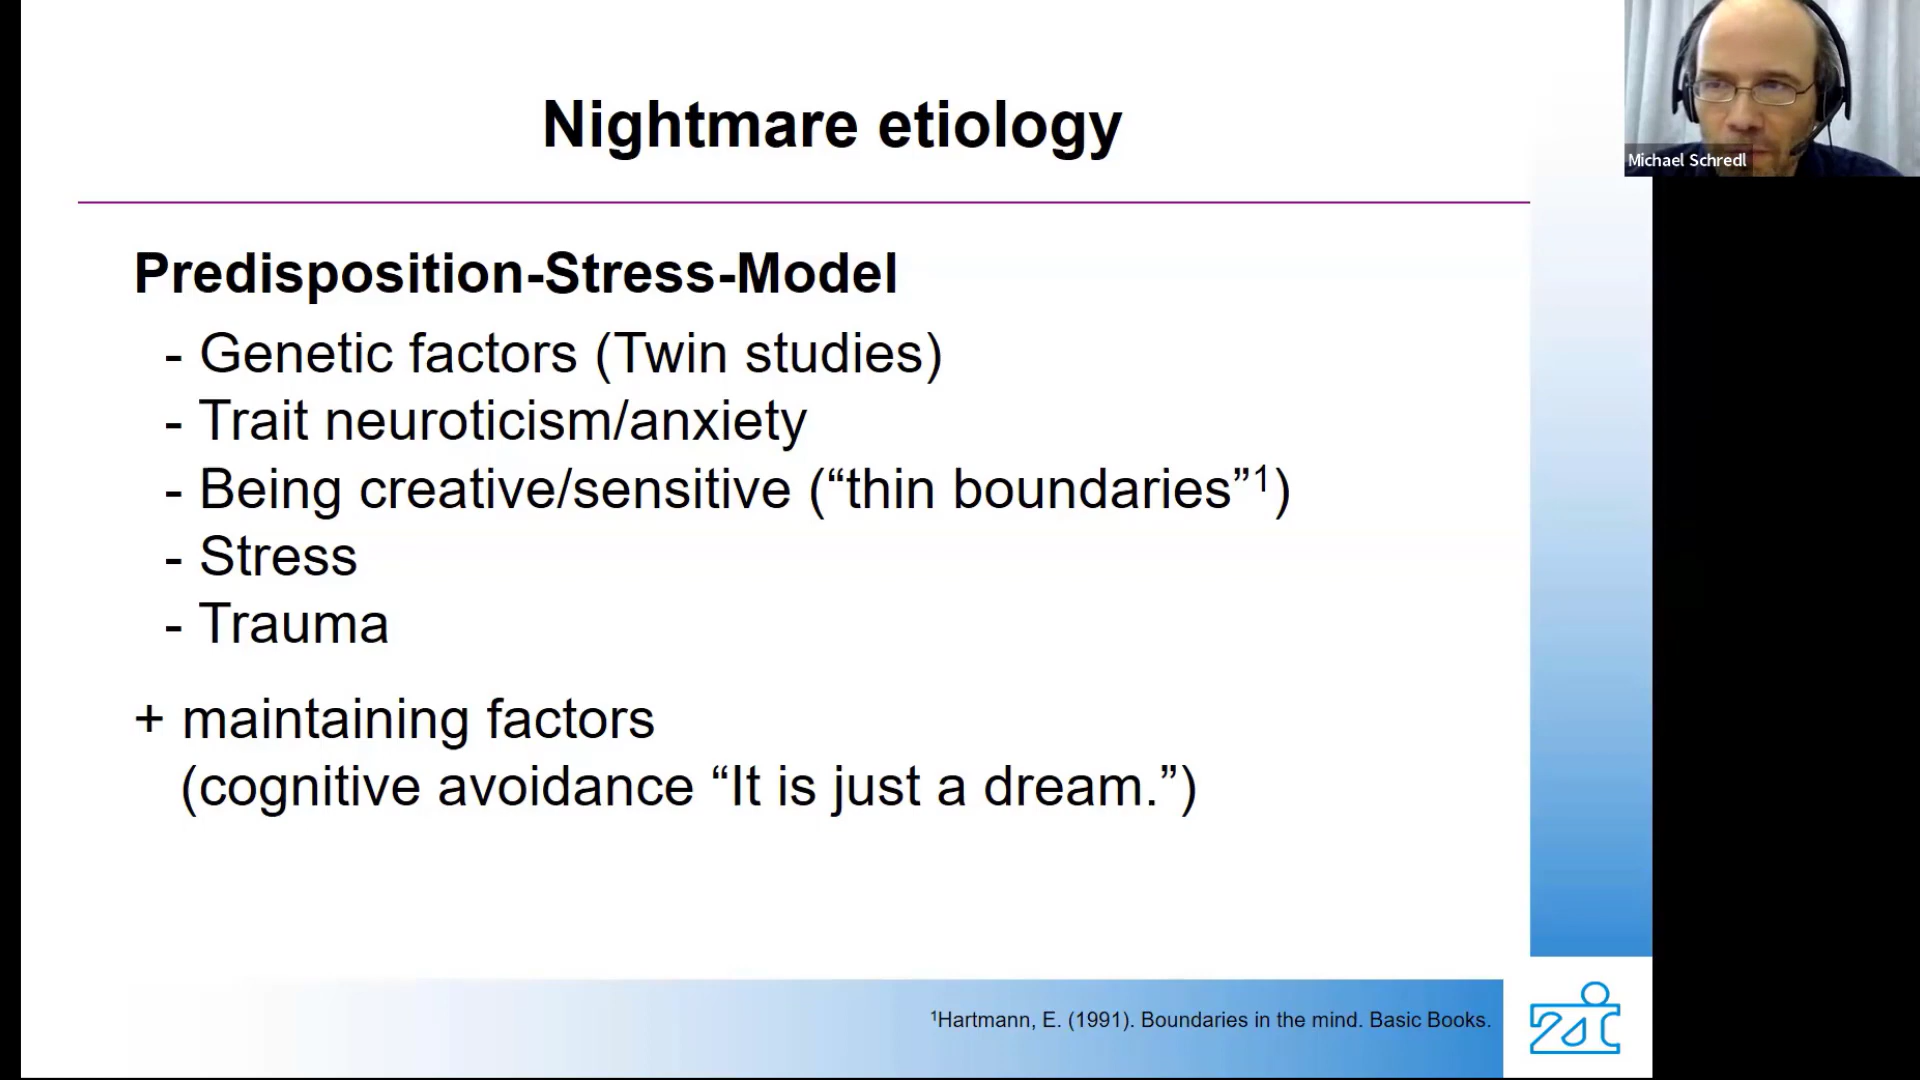 Nightmare etiology
Michael Schredl
Predisposition-Stress-Model
- Genetic factors (Twin studies)
- Trait neuroticism/anxiety
- Being creative/sensitive (“thin boundaries”¹)
- Stress
- Trauma
+ maintaining factors
(cognitive avoidance “It is just a dream.”)
¹Hartmann, E. (1991). Boundaries in the mind. Basic Books.